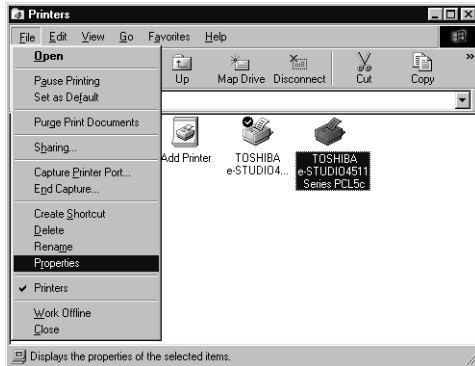 Printers
File Edit View Go Favorites Help
Open
Pause Printing
Set as Default
Purge Print Documents
Sharing...
Capture Printer Port...
End Capture...
Create Shortcut
Delete
Rename
Properties
Printers
Work Offline
Close
Up Map Drive Disconnect Cut Copy »
Add Printer
TOSHIBA
e-STUDIO4...
TOSHIBA
e-STUDIO4511
Series PCL5c
Displays the properties of the selected items.